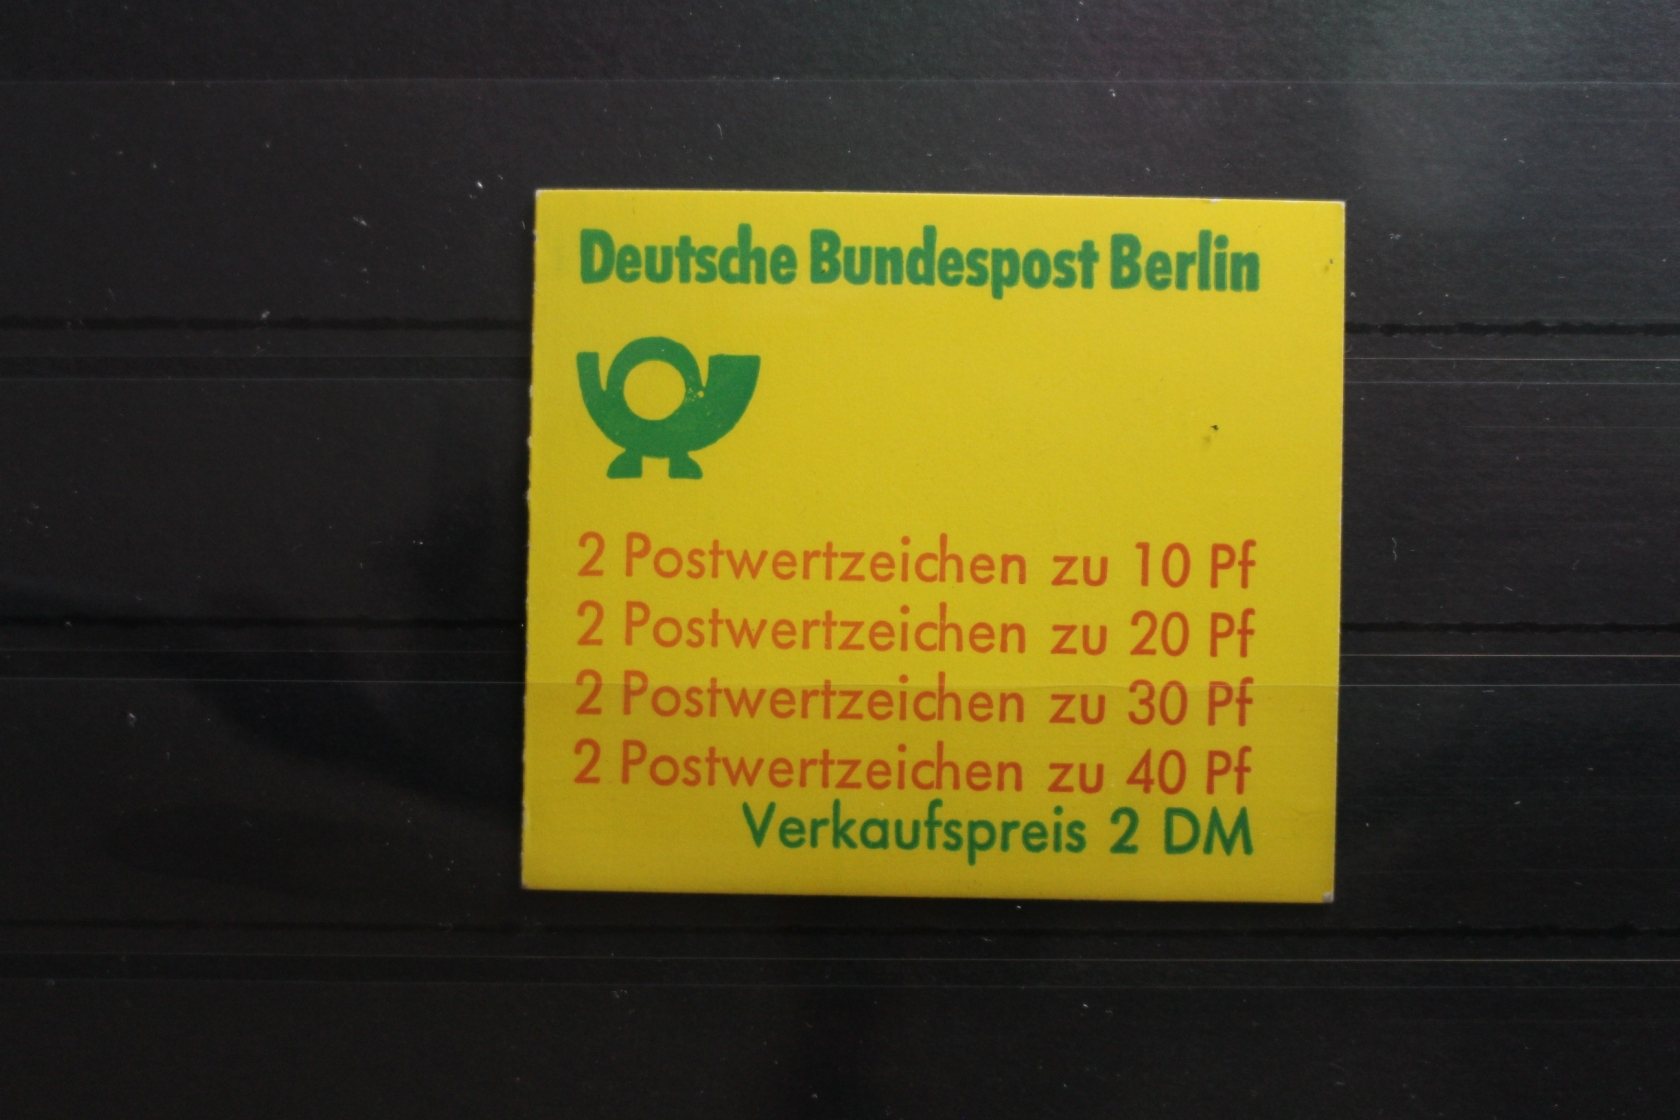 Deutsche Bundespost Berlin
2 Postwertzeichen zu 10 Pf
2 Postwertzeichen zu 20 Pf
2 Postwertzeichen zu 30 Pf
2 Postwertzeichen zu 40 Pf
Verkaufspreis 2 DM